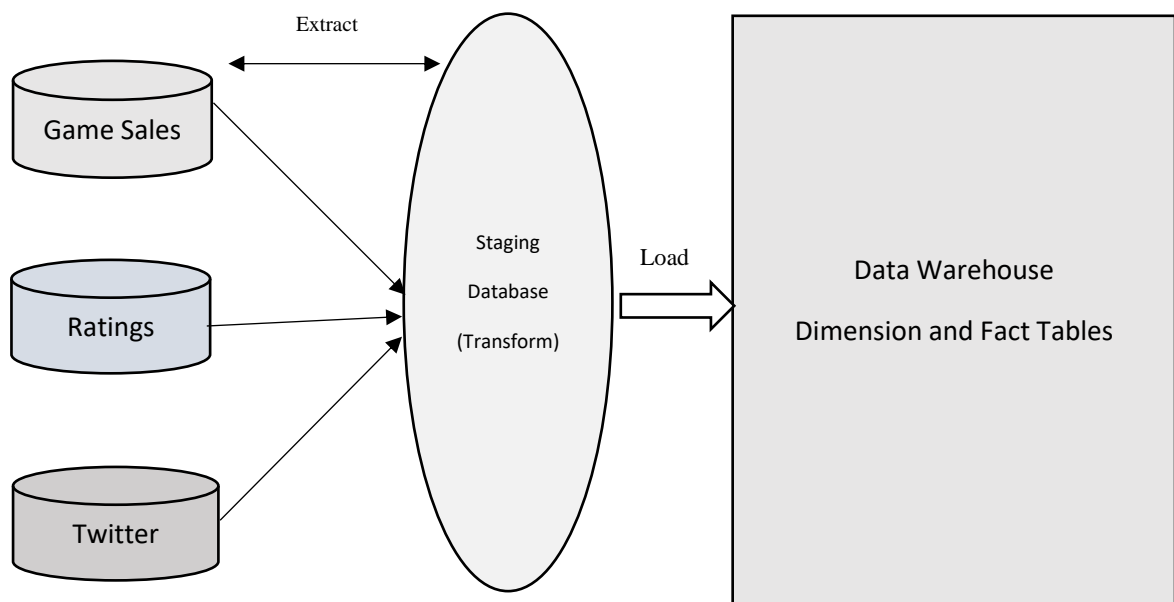 Extract
Game Sales
Ratings
Twitter
Staging
Database
(Transform)
Load
Data Warehouse
Dimension and Fact Tables